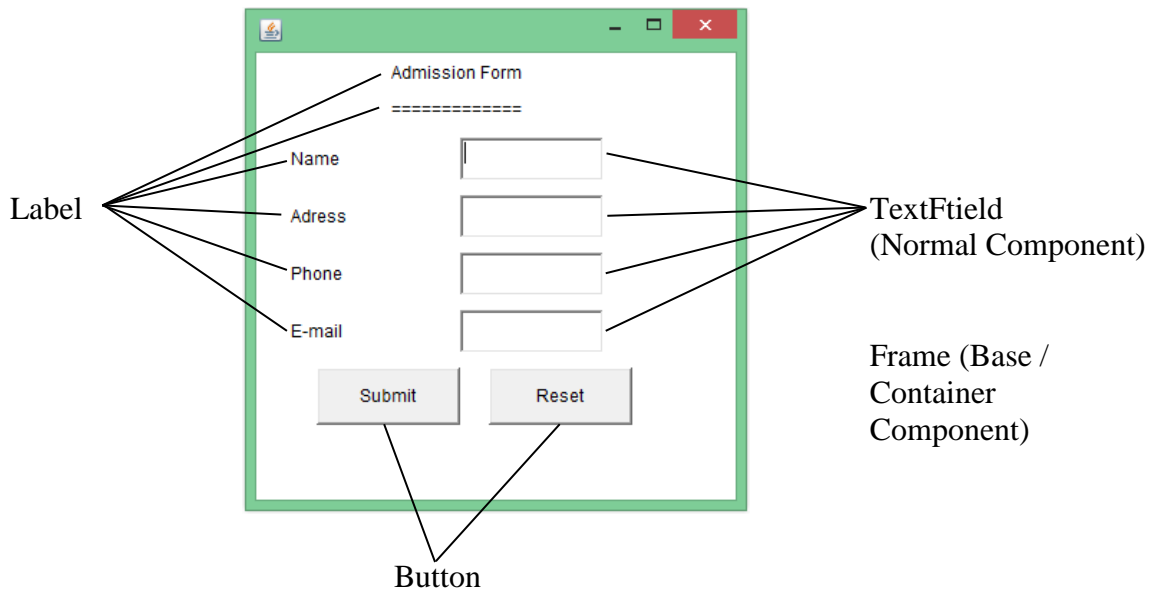 Admission Form
=============
Name
Adress
Phone
E-mail
Submit
Reset
Label
TextFtield
(Normal Component)
Frame (Base /
Container
Component)
Button